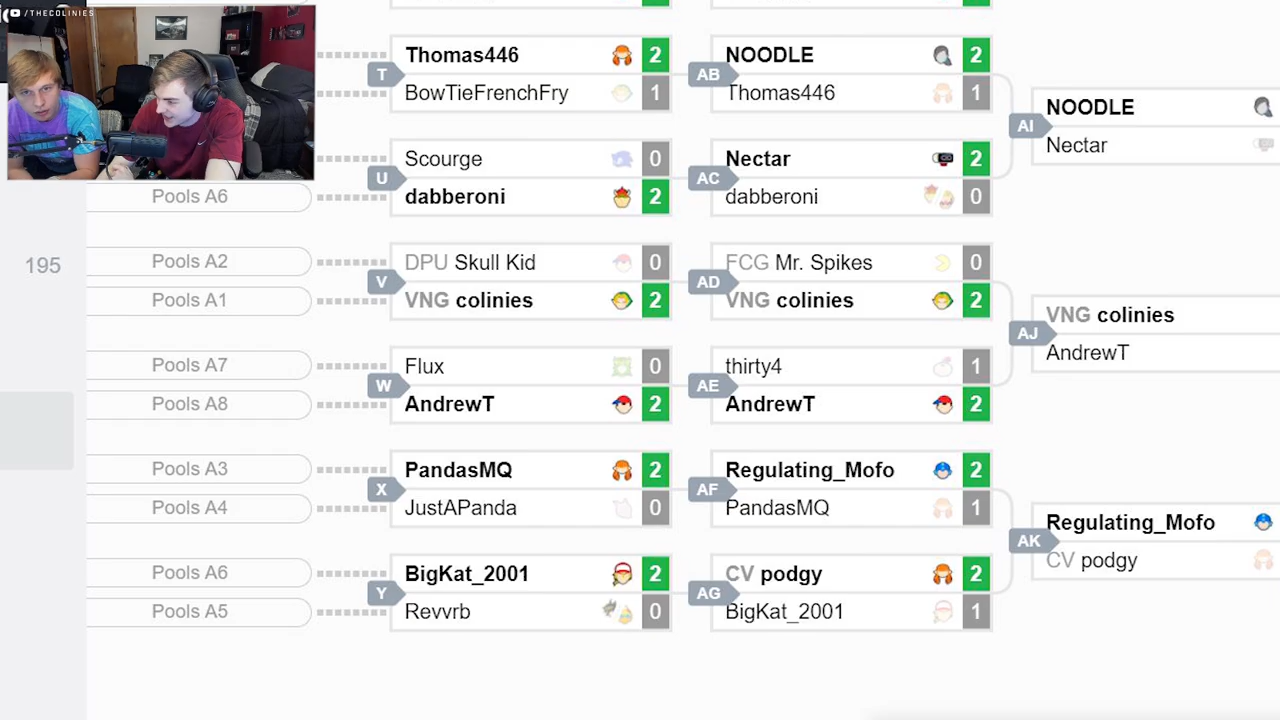 /THECOLINIES
T
Thomas446 2
BowTieFrenchFry 1
AB
NOODLE 2
Thomas446 1
AI
NOODLE
Nectar
U
Scourge 0
dabberoni 2
AC
Nectar 2
dabberoni 0
Pools A6
195
Pools A2
Pools A1
V
DPU Skull Kid 0
VNG colinies 2
AD
FCG Mr. Spikes 0
VNG colinies 2
AJ
VNG colinies
AndrewT
Pools A7
Pools A8
W
Flux 0
AndrewT 2
AE
thirty4 1
AndrewT 2
Pools A3
Pools A4
X
PandasMQ 2
JustAPanda 0
AF
Regulating_Mofo 2
PandasMQ 1
AK
Regulating_Mofo
CV podgy
Pools A6
Pools A5
Y
BigKat_2001 2
Revvrb 0
AG
CV podgy 2
BigKat_2001 1